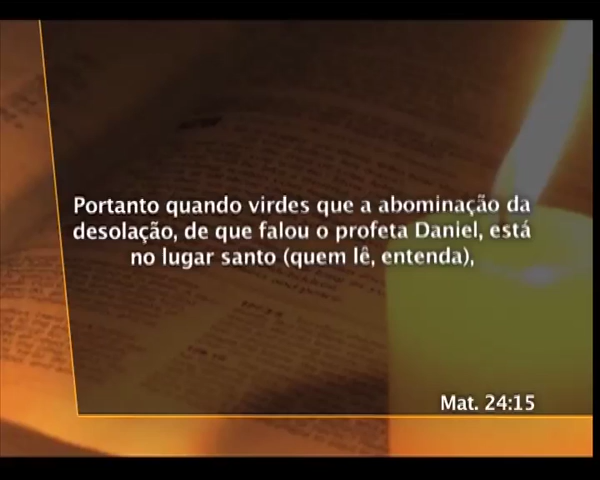 Portanto quando virdes que a abominação da
desolação, de que falou o profeta Daniel, está
no lugar santo (quem lê, entenda),
Mat. 24:15